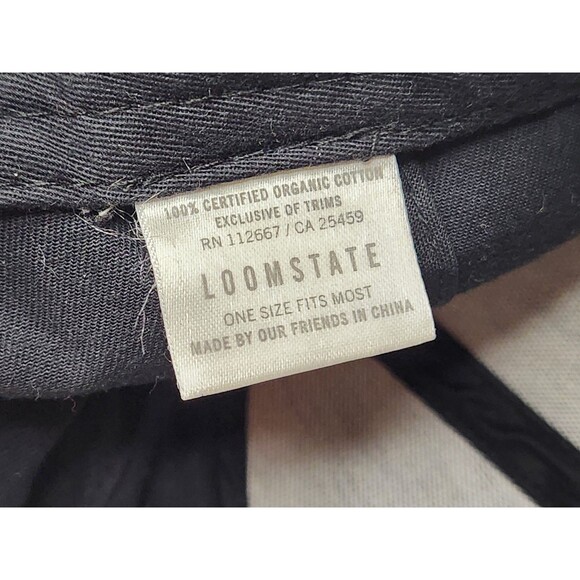 100% CERTIFIED ORGANIC COTTON
EXCLUSIVE OF TRIMS
RN 112667 / CA 25459
LOOMSTATE
ONE SIZE FITS MOST
MADE BY OUR FRIENDS IN CHINA